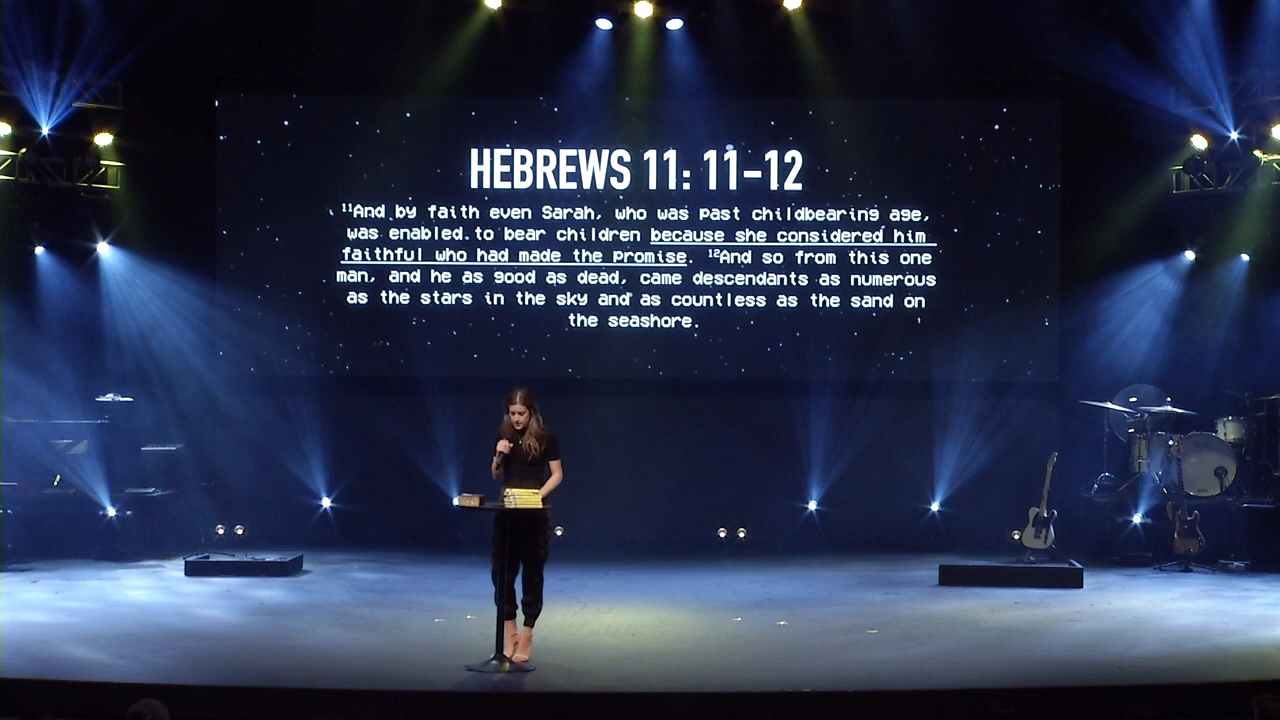 HEBREWS 11: 11-12
¹¹And by faith even Sarah, who was past childbearing age,
was enabled to bear children because she considered him
faithful who had made the promise. ¹²And so from this one
man, and he as good as dead, came descendants as numerous
as the stars in the sky and as countless as the sand on
the seashore.